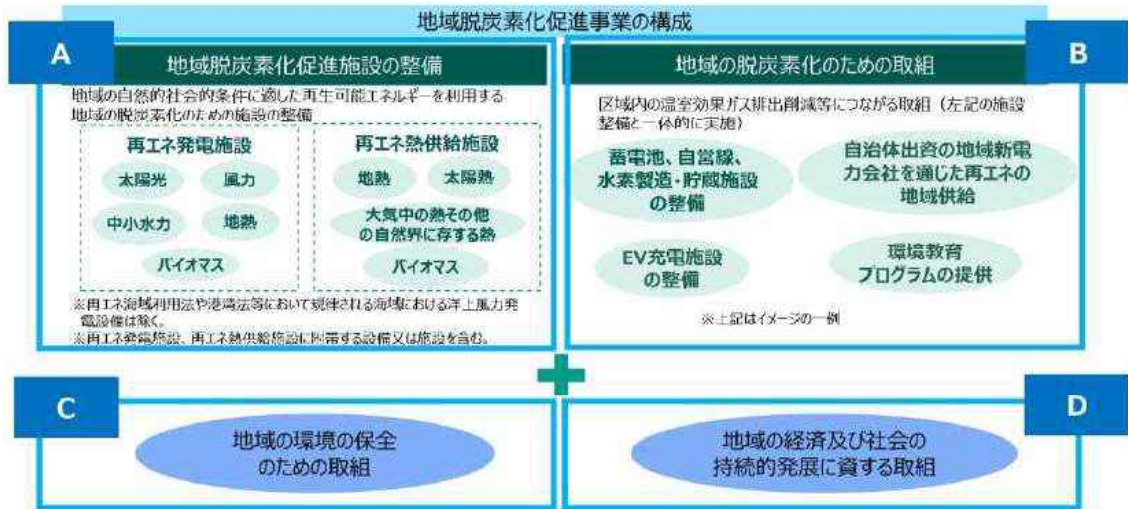 地域脱炭素化促進事業の構成
A
地域脱炭素化促進施設の整備
地域の自然的社会的条件に適した再生可能エネルギーを利用する
地域の脱炭素化のための施設の整備
再エネ発電施設
太陽光
風力
中小水力
地熱
バイオマス
再エネ熱供給施設
地熱
太陽熱
大気中の熱その他
の自然界に存する熱
バイオマス
※再エネ海域利用法や港湾法等において規律される海域における洋上風力発
電設備は除く。
※再エネ発電施設、再エネ熱供給施設に附帯する設備又は施設を含む。
B
地域の脱炭素化のための取組
区域内の温室効果ガス排出削減等につながる取組（左記の施設
整備と一体的に実施）
蓄電池、自営線、
水素製造・貯蔵施設
の整備
自治体出資の地域新電
力会社を通じた再エネの
地域供給
EV充電施設
の整備
環境教育
プログラムの提供
※上記はイメージの一例
C
地域の環境の保全
のための取組
D
地域の経済及び社会の
持続的発展に資する取組